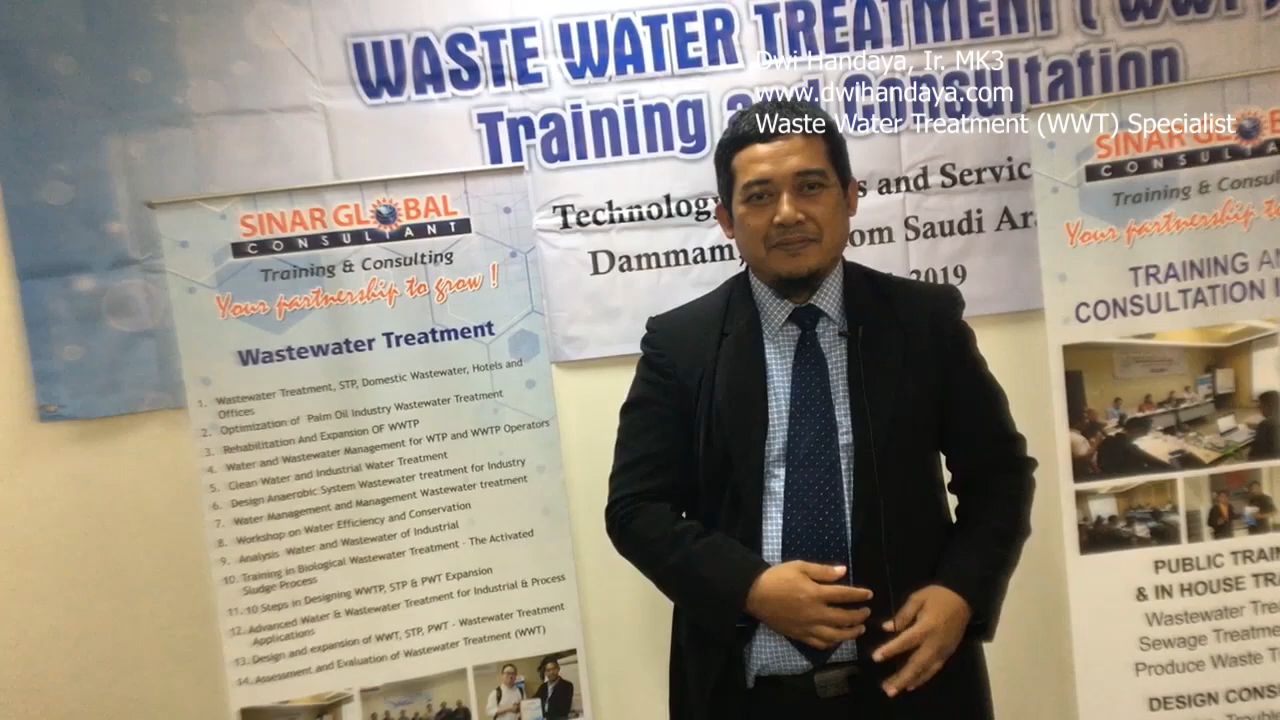 WASTE WATER TREATMENT ( WWT )
Training and Consultation
Dwi Handaya, Ir. MK3
www.dwihandaya.com
Waste Water Treatment (WWT) Specialist
Technology, s and Servic
Dammam, om Saudi Ar
2019
SINAR GLOBAL
CONSULTANT
Training & Consulting
Your partnership to grow !
Wastewater Treatment
1. Wastewater Treatment, STP, Domestic Wastewater, Hotels and
Offices
2. Optimization of Palm Oil Industry Wastewater Treatment
3. Rehabilitation And Expansion OF WWTP
4. Water and Wastewater Management for WTP and WWTP Operators
5. Clean Water and Industrial Water Treatment
6. Design Anaerobic System Wastewater treatment for Industry
7. Water Management and Management Wastewater treatment
8. Workshop on Water Efficiency and Conservation
9. Analysis Water and Wastewater of Industrial
10. Training in Biological Wastewater Treatment - The Activated
Sludge Process
11. 10 Steps in Designing WWTP, STP & PWT Expansion
12. Advanced Water & Wastewater Treatment for Industrial & Process
Applications
13. Design and expansion of WWT, STP, PWT - Wastewater Treatment
14. Assessment and Evaluation of Wastewater Treatment (WWT)
SINAR GLOB
CONSULTA
Training & Consul
Your partnership to
TRAINING AN
CONSULTATION I
PUBLIC TRAIN
& IN HOUSE TRA
Wastewater Tre
Sewage Treatme
Produce Waste T
DESIGN CONS